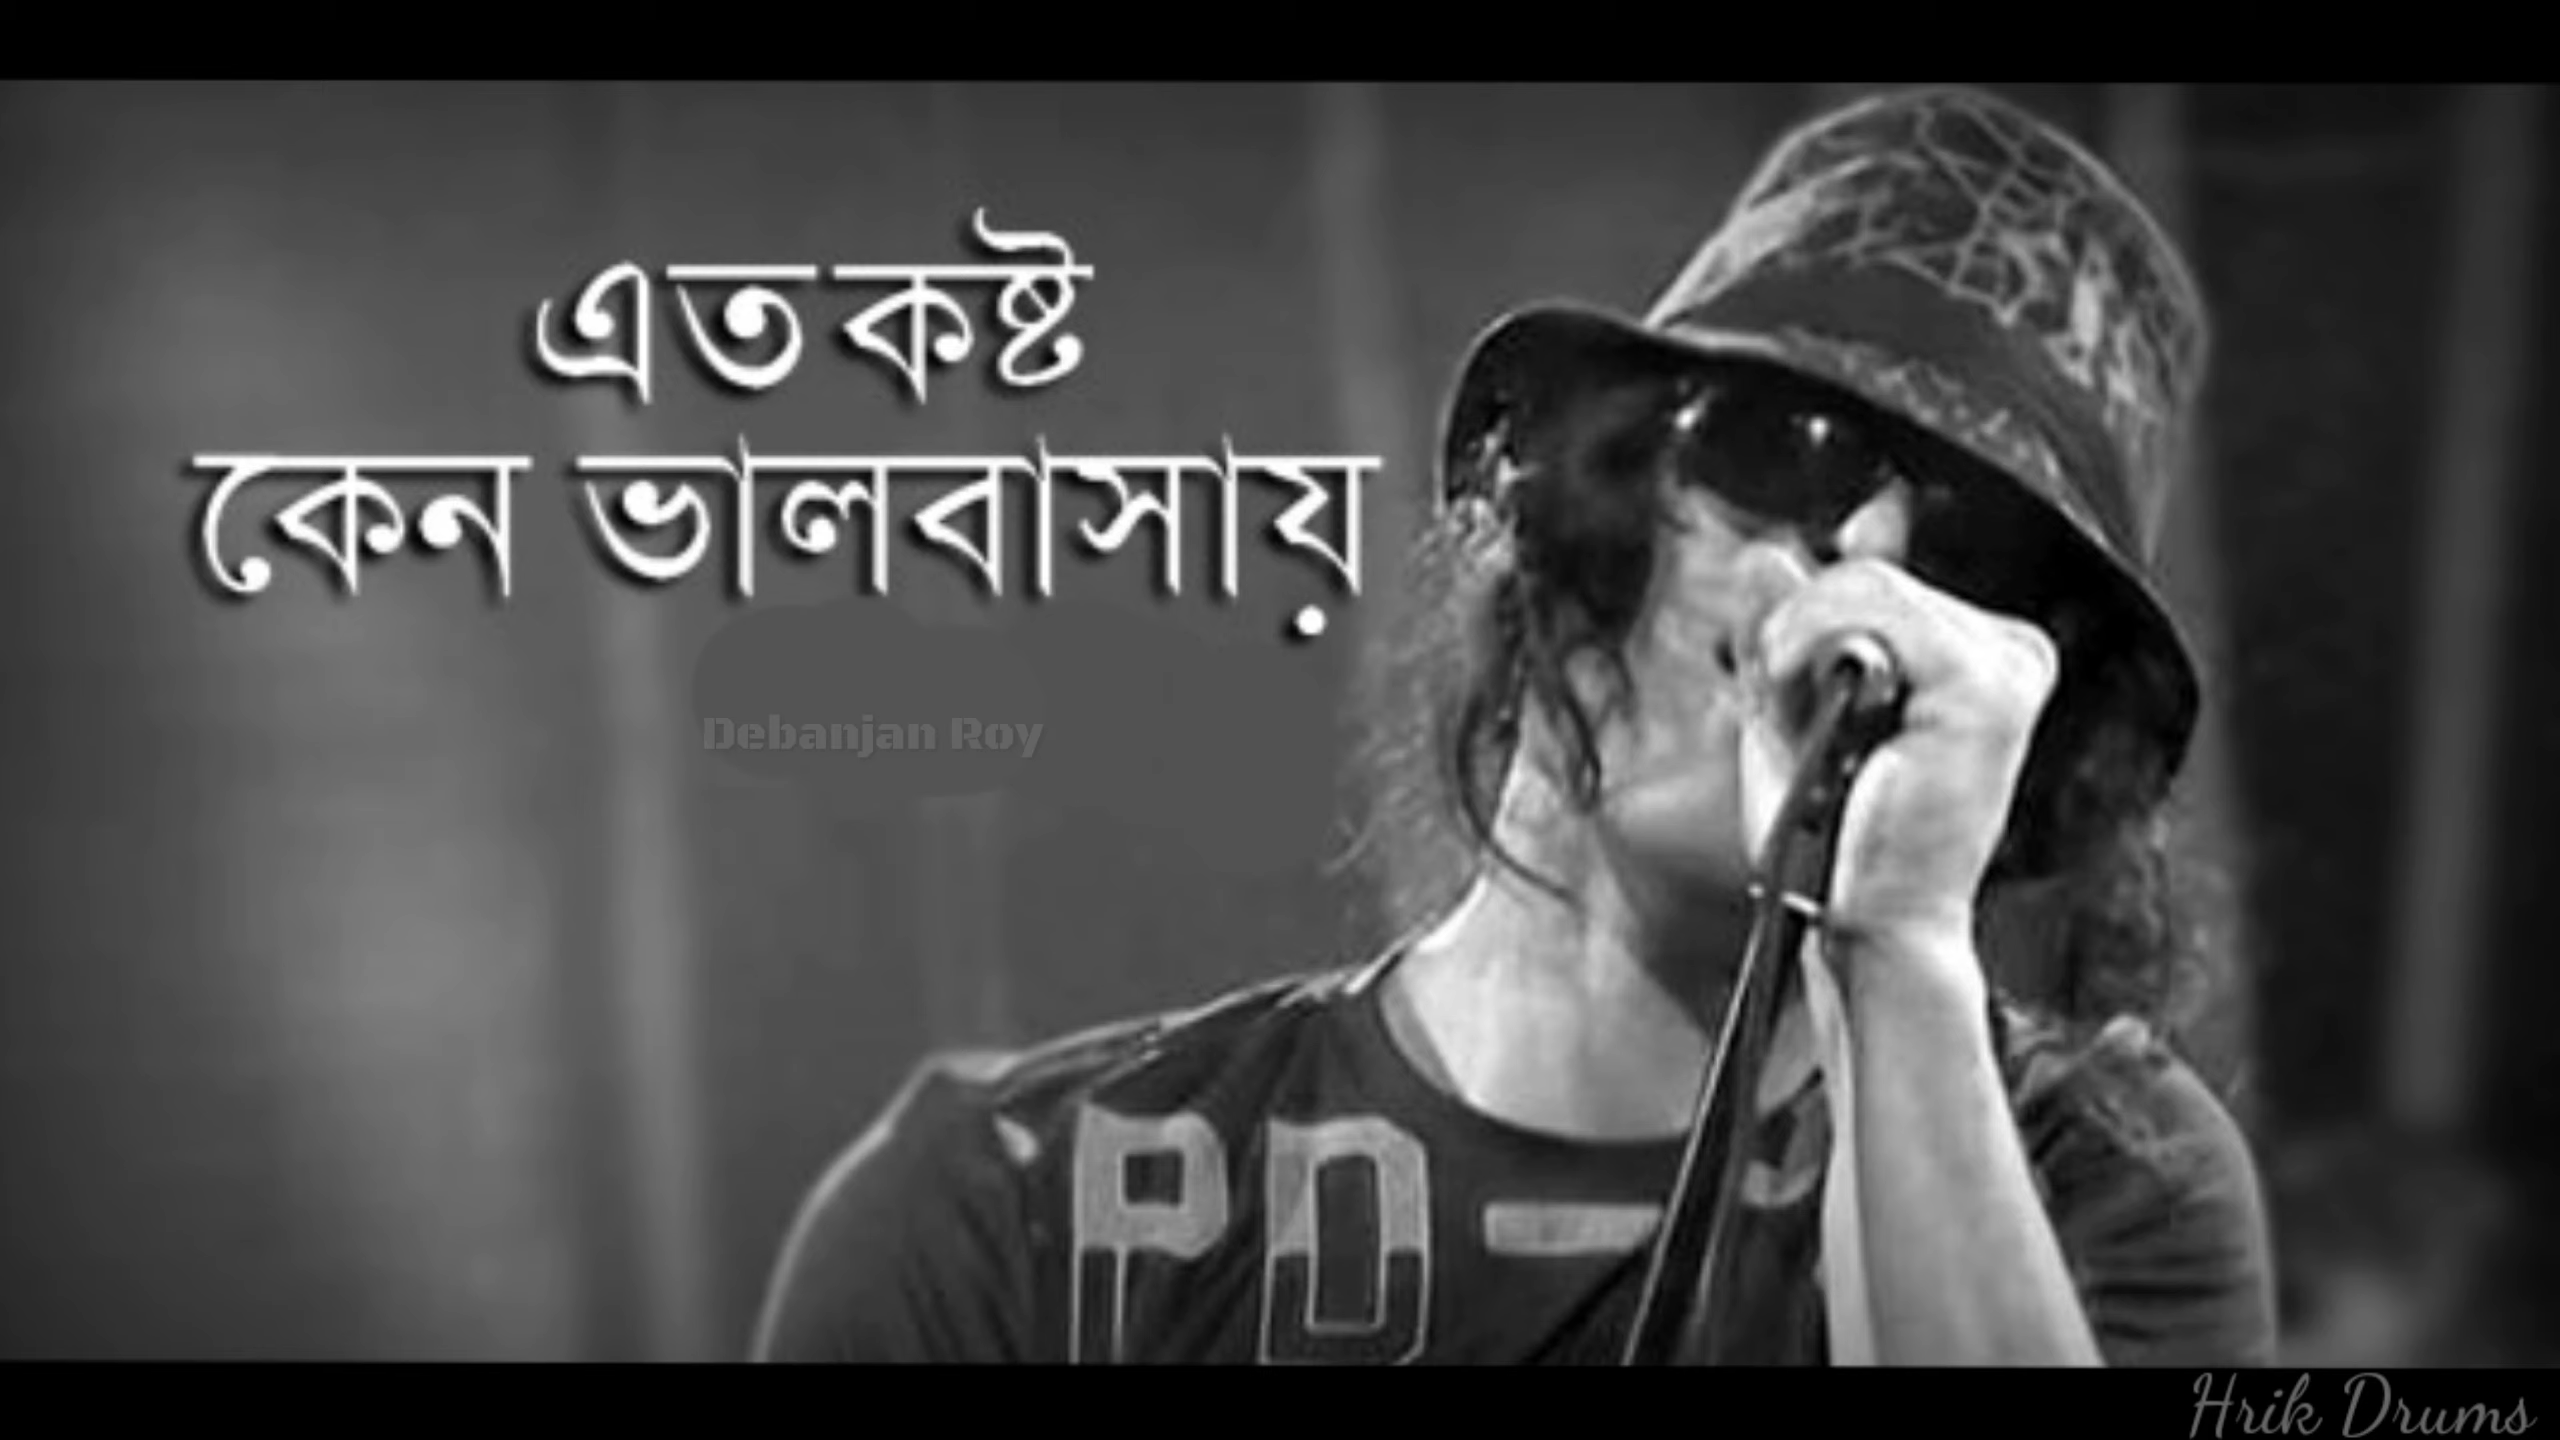 এত কষ্ট
কেন ভালবাসায়
Debanjan Roy
PD-
Hrik Drums